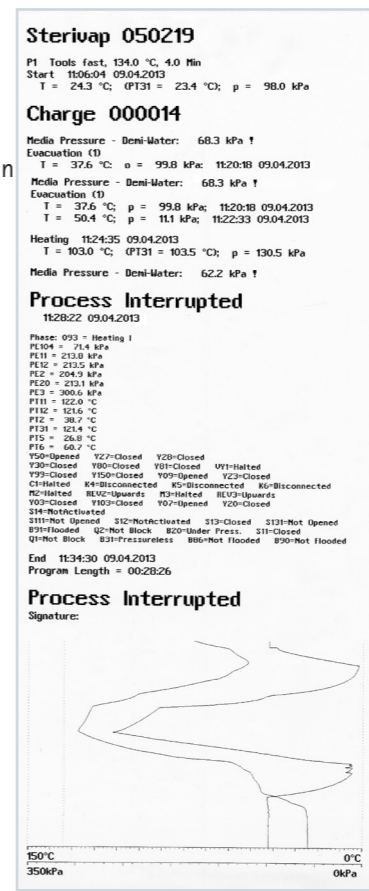 Sterivap 050219
P1 Tools fast, 134.0 °C, 4.0 Min
Start 11:06:04 09.04.2013
T = 24.3 °C; (PT31 = 23.4 °C); p = 98.0 kPa
Charge 000014
Media Pressure - Demi-Water: 68.3 kPa !
Evacuation (1)
n
T = 37.6 °C: p = 99.8 kPa: 11:20:18 09.04.2013
Media Pressure - Demi-Water: 68.3 kPa !
Evacuation (1)
T = 37.6 °C; p = 99.8 kPa; 11:20:18 09.04.2013
T = 50.4 °C; p = 11.1 kPa; 11:22:33 09.04.2013
Heating 11:24:35 09.04.2013
T = 103.0 °C; (PT31 = 103.5 °C); p = 130.5 kPa
Media Pressure - Demi-Water: 62.2 kPa !
Process Interrupted
11:28:22 09.04.2013
Phase: 093 = Heating I
PE104 = 71.4 kPa
PE11 = 213.8 kPa
PE12 = 213.5 kPa
PE2 = 204.9 kPa
PE20 = 213.1 kPa
PE3 = 300.6 kPa
PT11 = 122.0 °C
PT12 = 121.6 °C
PT2 = 38.7 °C
PT31 = 121.4 °C
PT5 = 26.8 °C
PT6 = 60.7 °C
Y50=Opened Y27=Closed Y28=Closed
Y30=Closed Y80=Closed Y81=Closed VY1=Halted
Y99=Closed Y150=Closed Y09=Opened Y23=Closed
C1=Halted K4=Disconnected K5=Disconnected K6=Disconnected
M2=Halted REV2=Upwards M3=Halted REV3=Upwards
Y03=Closed Y103=Closed Y07=Opened Y20=Closed
S14=NotActivated
S111=Not Opened S12=NotActivated S13=Closed S131=Not Opened
B91=Flooded Q2=Not Block B20=Under Press. S11=Closed
Q1=Not Block B31=Pressureless BB6=Not Flooded B90=Not Flooded
End 11:34:30 09.04.2013
Program Length = 00:28:26
Process Interrupted
Signature:
150°C 0°C
350kPa 0kPa